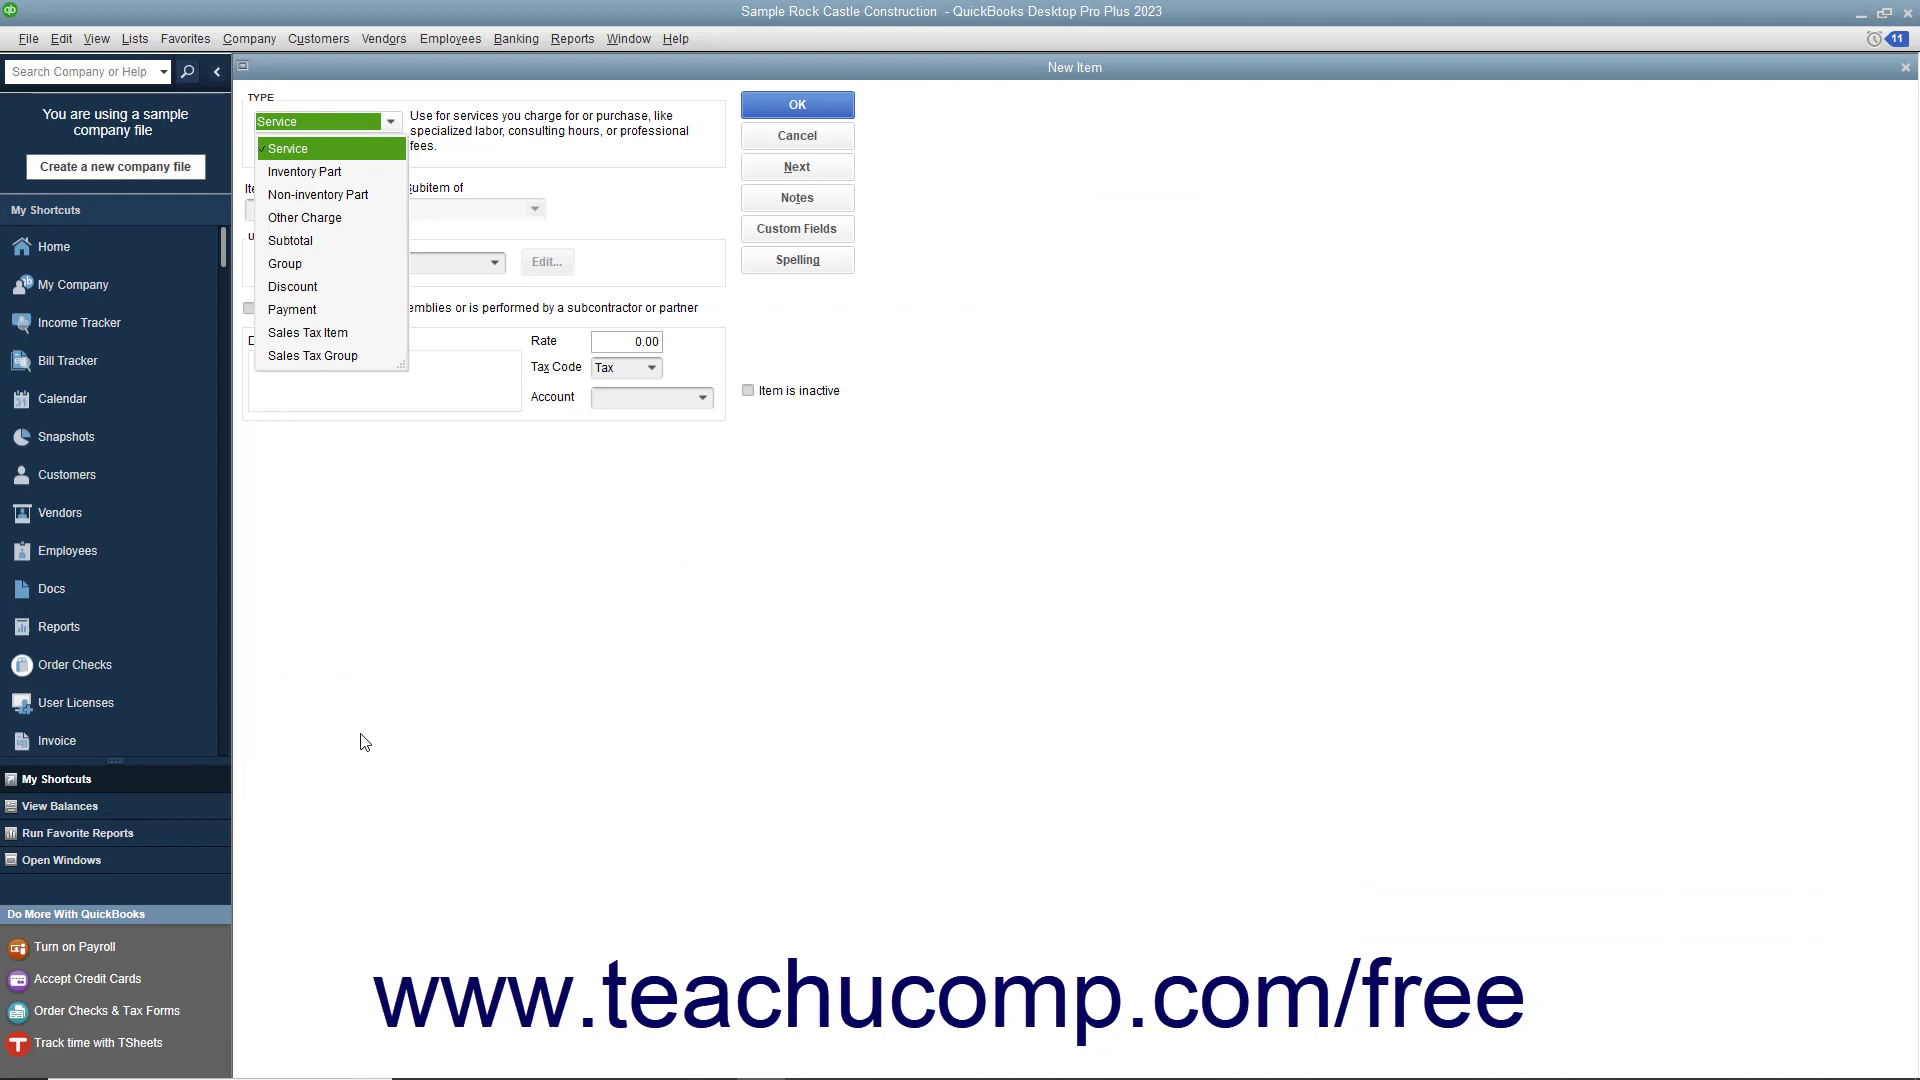 Sample Rock Castle Construction - QuickBooks Desktop Pro Plus 2023
File Edit View Lists Favorites Company Customers Vendors Employees Banking Reports Window Help
11
Search Company or Help
New Item
You are using a sample
company file
Create a new company file
My Shortcuts
Home
My Company
Income Tracker
Bill Tracker
Calendar
Snapshots
Customers
Vendors
Employees
Docs
Reports
Order Checks
User Licenses
Invoice
My Shortcuts
View Balances
Run Favorite Reports
Open Windows
Do More With QuickBooks
Turn on Payroll
Accept Credit Cards
Order Checks & Tax Forms
Track time with TSheets
TYPE
Service
Use for services you charge for or purchase, like
specialized labor, consulting hours, or professional
fees.
Service
Inventory Part
Non-inventory Part
Other Charge
Subtotal
Group
Discount
Payment
Sales Tax Item
Sales Tax Group
ubitem of
Edit...
emblies or is performed by a subcontractor or partner
Rate 0.00
Tax Code Tax
Account
OK
Cancel
Next
Notes
Custom Fields
Spelling
Item is inactive
www.teachucomp.com/free